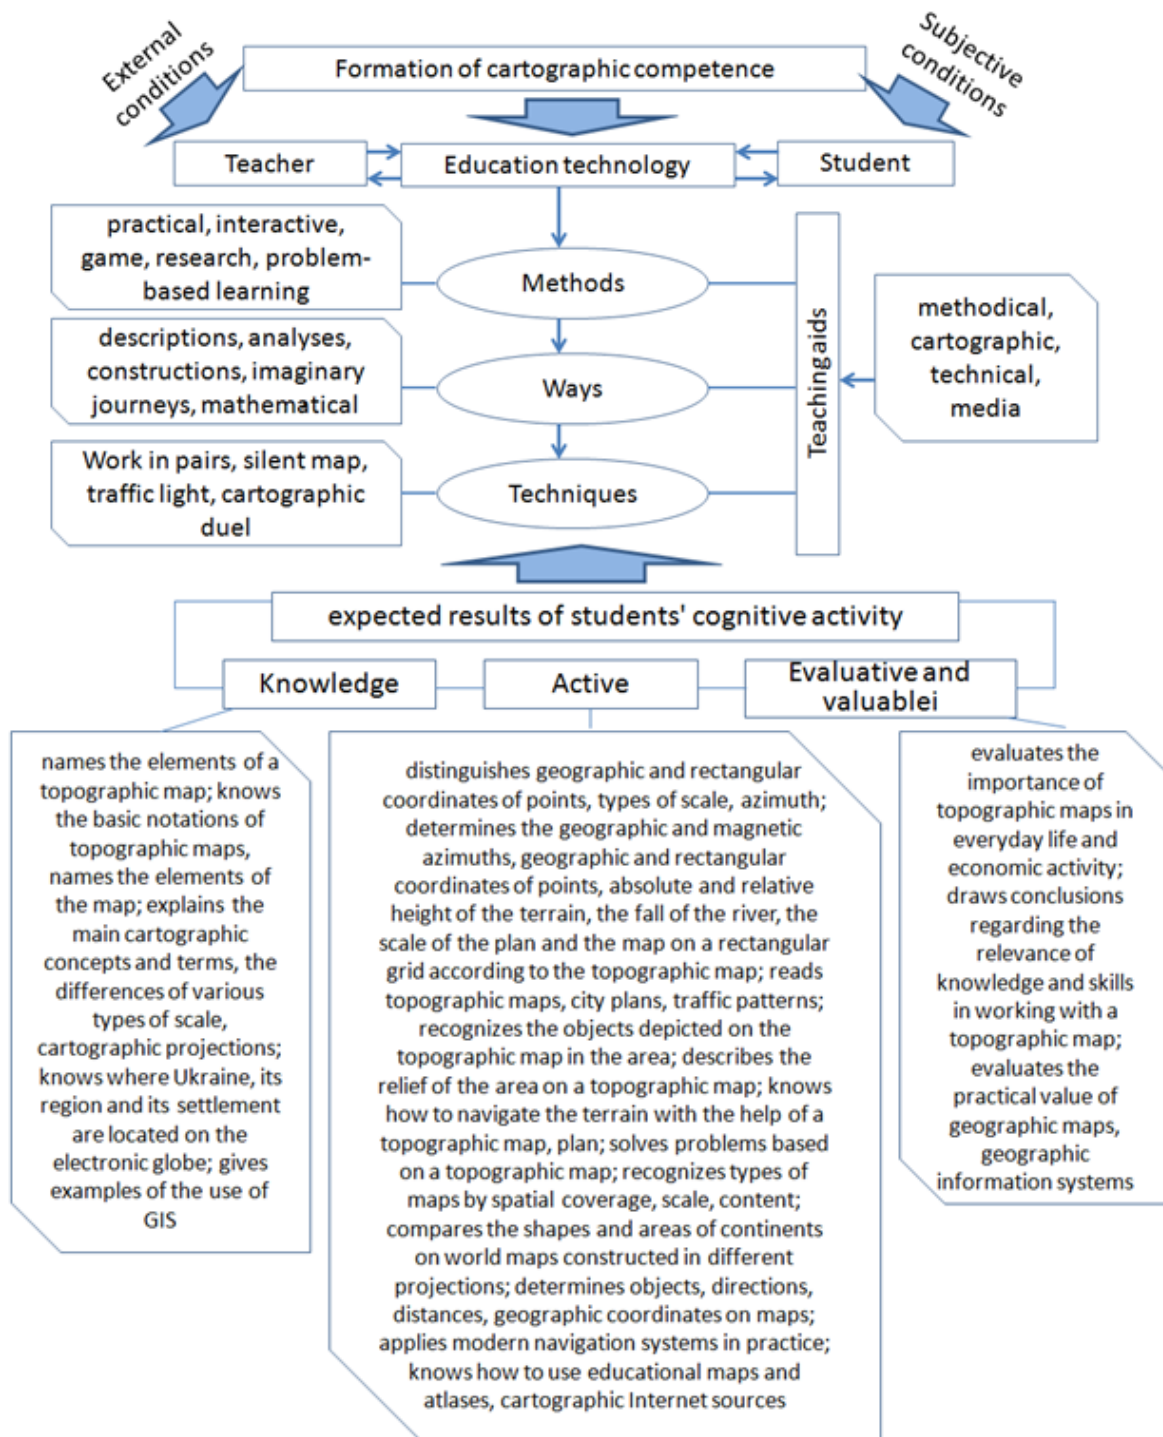 External
conditions
Formation of cartographic competence
Subjective
conditions
Teacher
Education technology
Student
practical, interactive,
game, research, problem-
based learning
Methods
descriptions, analyses,
constructions, imaginary
journeys, mathematical
Ways
Work in pairs, silent map,
traffic light, cartographic
duel
Techniques
Teaching aids
methodical,
cartographic,
technical,
media
expected results of students' cognitive activity
Knowledge
Active
Evaluative and
valuablei
names the elements of a
topographic map; knows
the basic notations of
topographic maps,
names the elements of
the map; explains the
main cartographic
concepts and terms, the
differences of various
types of scale,
cartographic projections;
knows where Ukraine, its
region and its settlement
are located on the
electronic globe; gives
examples of the use of
GIS
distinguishes geographic and rectangular
coordinates of points, types of scale, azimuth;
determines the geographic and magnetic
azimuths, geographic and rectangular
coordinates of points, absolute and relative
height of the terrain, the fall of the river, the
scale of the plan and the map on a rectangular
grid according to the topographic map; reads
topographic maps, city plans, traffic patterns;
recognizes the objects depicted on the
topographic map in the area; describes the
relief of the area on a topographic map; knows
how to navigate the terrain with the help of a
topographic map, plan; solves problems based
on a topographic map; recognizes types of
maps by spatial coverage, scale, content;
compares the shapes and areas of continents
on world maps constructed in different
projections; determines objects, directions,
distances, geographic coordinates on maps;
applies modern navigation systems in practice;
knows how to use educational maps and
atlases, cartographic Internet sources
evaluates the
importance of
topographic maps in
everyday life and
economic activity;
draws conclusions
regarding the
relevance of
knowledge and skills
in working with a
topographic map;
evaluates the
practical value of
geographic maps,
geographic
information systems